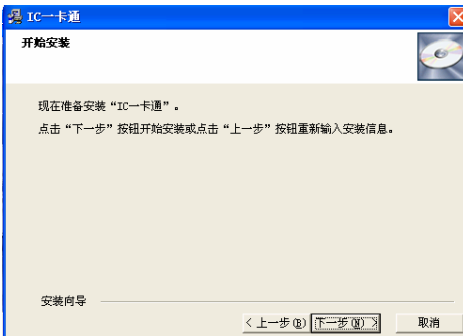 IC一卡通
开始安装
现在准备安装“IC一卡通”。
点击“下一步”按钮开始安装或点击“上一步”按钮重新输入安装信息。
安装向导
< 上一步(B) 下一步(N) > 取消